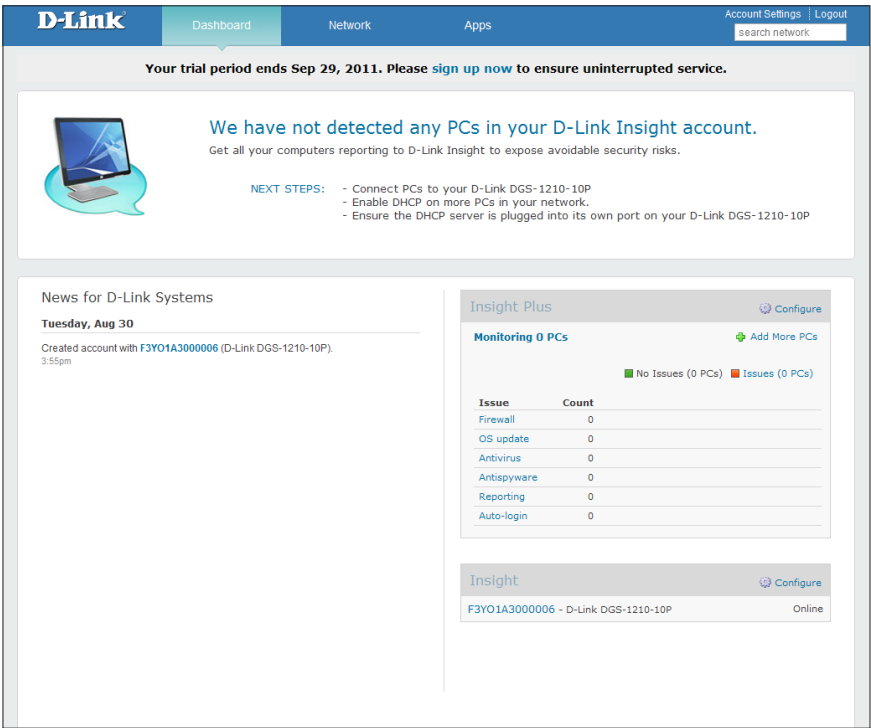 D-Link
Dashboard
Network
Apps
Account Settings Logout
search network
Your trial period ends Sep 29, 2011. Please sign up now to ensure uninterrupted service.
We have not detected any PCs in your D-Link Insight account.
Get all your computers reporting to D-Link Insight to expose avoidable security risks.
NEXT STEPS: - Connect PCs to your D-Link DGS-1210-10P
- Enable DHCP on more PCs in your network.
- Ensure the DHCP server is plugged into its own port on your D-Link DGS-1210-10P
News for D-Link Systems
Tuesday, Aug 30
Created account with F3YO1A3000006 (D-Link DGS-1210-10P).
3:55pm
Insight Plus
Configure
Monitoring 0 PCs
Add More PCs
No Issues (0 PCs) Issues (0 PCs)
Issue Count
Firewall 0
OS update 0
Antivirus 0
Antispyware 0
Reporting 0
Auto-login 0
Insight
Configure
F3YO1A3000006 - D-Link DGS-1210-10P Online